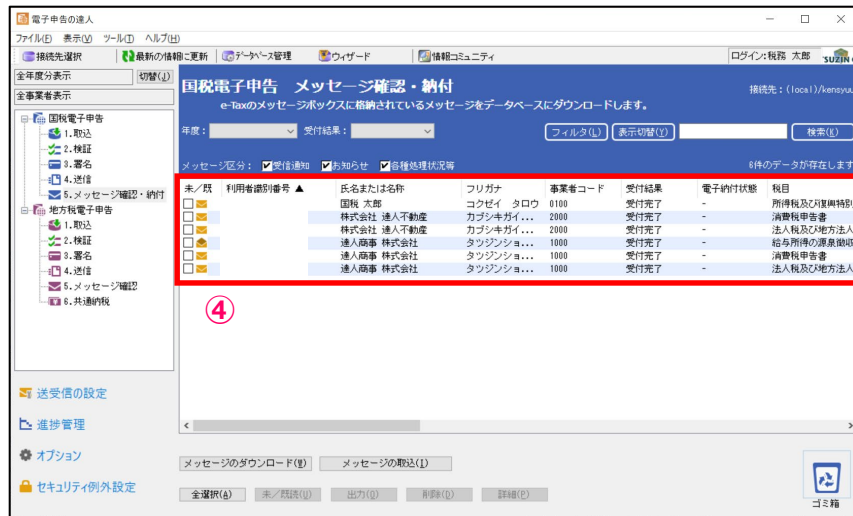 電子申告の達人
ファイル(F) 表示(V) ツール(T) ヘルプ(H)
接続先選択 最新の情報に更新 データベース管理 ウィザード 情報コミュニティ ログイン:税務 太郎
全年度分表示 切替(J)
全事業者表示
国税電子申告
1.取込
2.検証
3.署名
4.送信
5.メッセージ確認・納付
地方税電子申告
1.取込
2.検証
3.署名
4.送信
5.メッセージ確認
6.共通納税
送受信の設定
進捗管理
オプション
セキュリティ例外設定
国税電子申告 メッセージ確認・納付
接続先:(local)/kensyuu
e-Taxのメッセージボックスに格納されているメッセージをデータベースにダウンロードします。
年度: 受付結果: フィルタ(L) 表示切替(Y) 検索(K)
メッセージ区分: 受信通知 お知らせ 各種処理状況等 6件のデータが存在します
未/既 利用者識別番号 ▲ 氏名または名称 フリガナ 事業者コード 受付結果 電子納付状態 税目
国税 太郎 コクゼイ タロウ 0100 受付完了 - 所得税及び復興特別
株式会社 達人不動産 カブシキガイ... 2000 受付完了 - 消費税申告書
株式会社 達人不動産 カブシキガイ... 2000 受付完了 - 法人税及び地方法人
達人商事 株式会社 タツジンショ... 1000 受付完了 - 給与所得の源泉徴収
達人商事 株式会社 タツジンショ... 1000 受付完了 - 消費税申告書
達人商事 株式会社 タツジンショ... 1000 受付完了 - 法人税及び地方法人
④
メッセージのダウンロード(W) メッセージの取込(I)
全選択(A) 未/既読(U) 出力(O) 削除(D) 詳細(P)
ゴミ箱